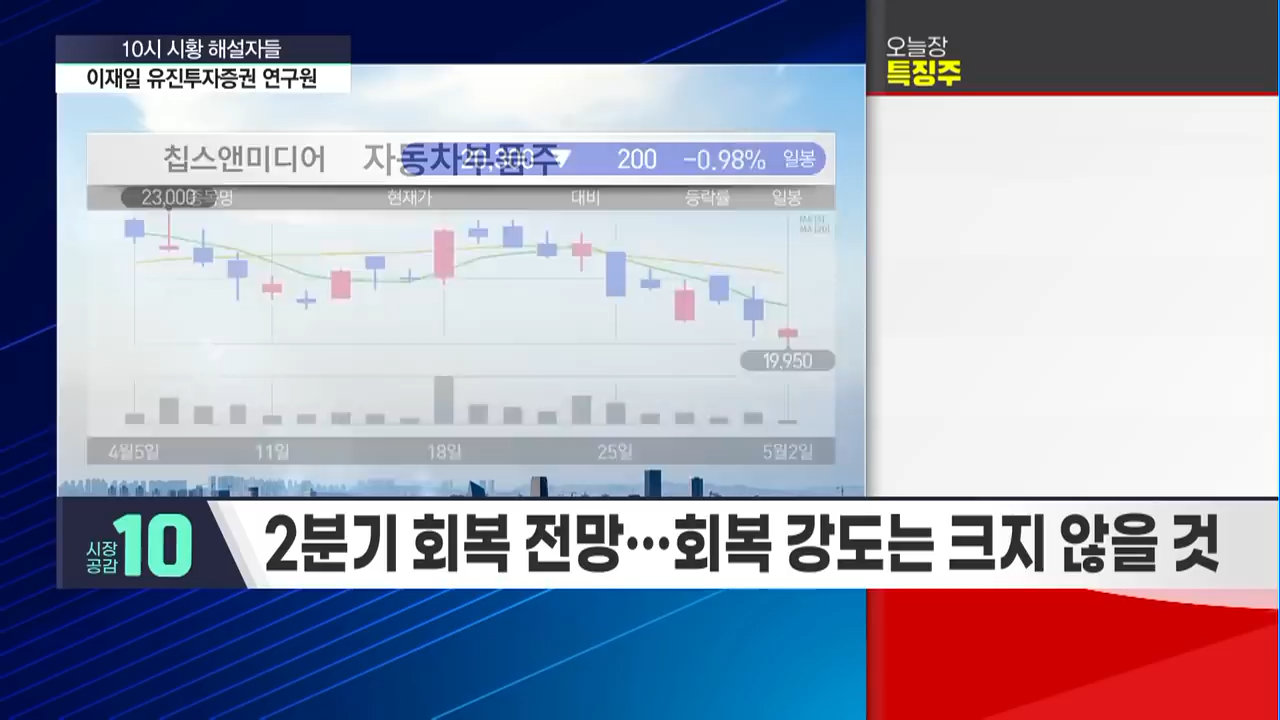 10시 시황 해설자들
이재일 유진투자증권 연구원
오늘장
특징주
칩스앤미디어 자동차부품주 20,300 ▼ 200 -0.98% 일봉
23,000 종목명 현재가 대비 등락률 일봉
MA [5]
MA [20]
19,950
4월5일 11일 18일 25일 5월2일
시장
공감
10
2분기 회복 전망…회복 강도는 크지 않을 것